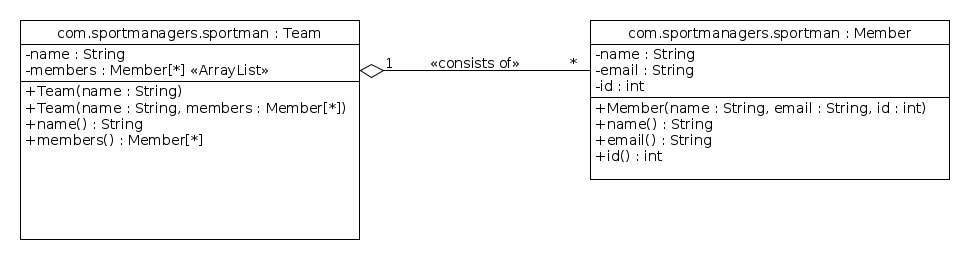 com.sportmanagers.sportman : Team
-name : String
-members : Member[*] «ArrayList»
+Team(name : String)
+Team(name : String, members : Member[*])
+name() : String
+members() : Member[*]
1 «consists of» *
com.sportmanagers.sportman : Member
-name : String
-email : String
-id : int
+Member(name : String, email : String, id : int)
+name() : String
+email() : String
+id() : int